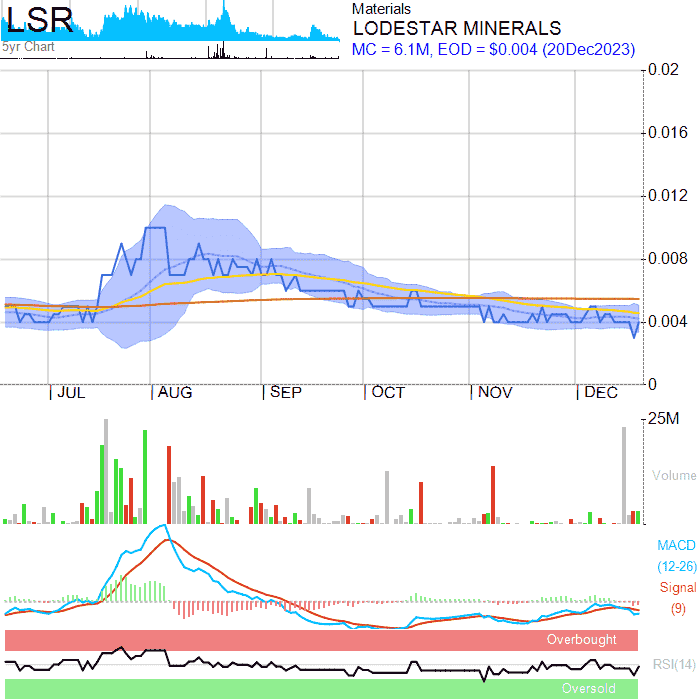 LSR
5yr Chart
Materials
LODESTAR MINERALS
MC = 6.1M, EOD = $0.004 (20Dec2023)
0.02
0.016
0.012
0.008
0.004
0
JUL AUG SEP OCT NOV DEC
25M
Volume
MACD
(12-26)
Signal
(9)
Overbought
RSI(14)
Oversold